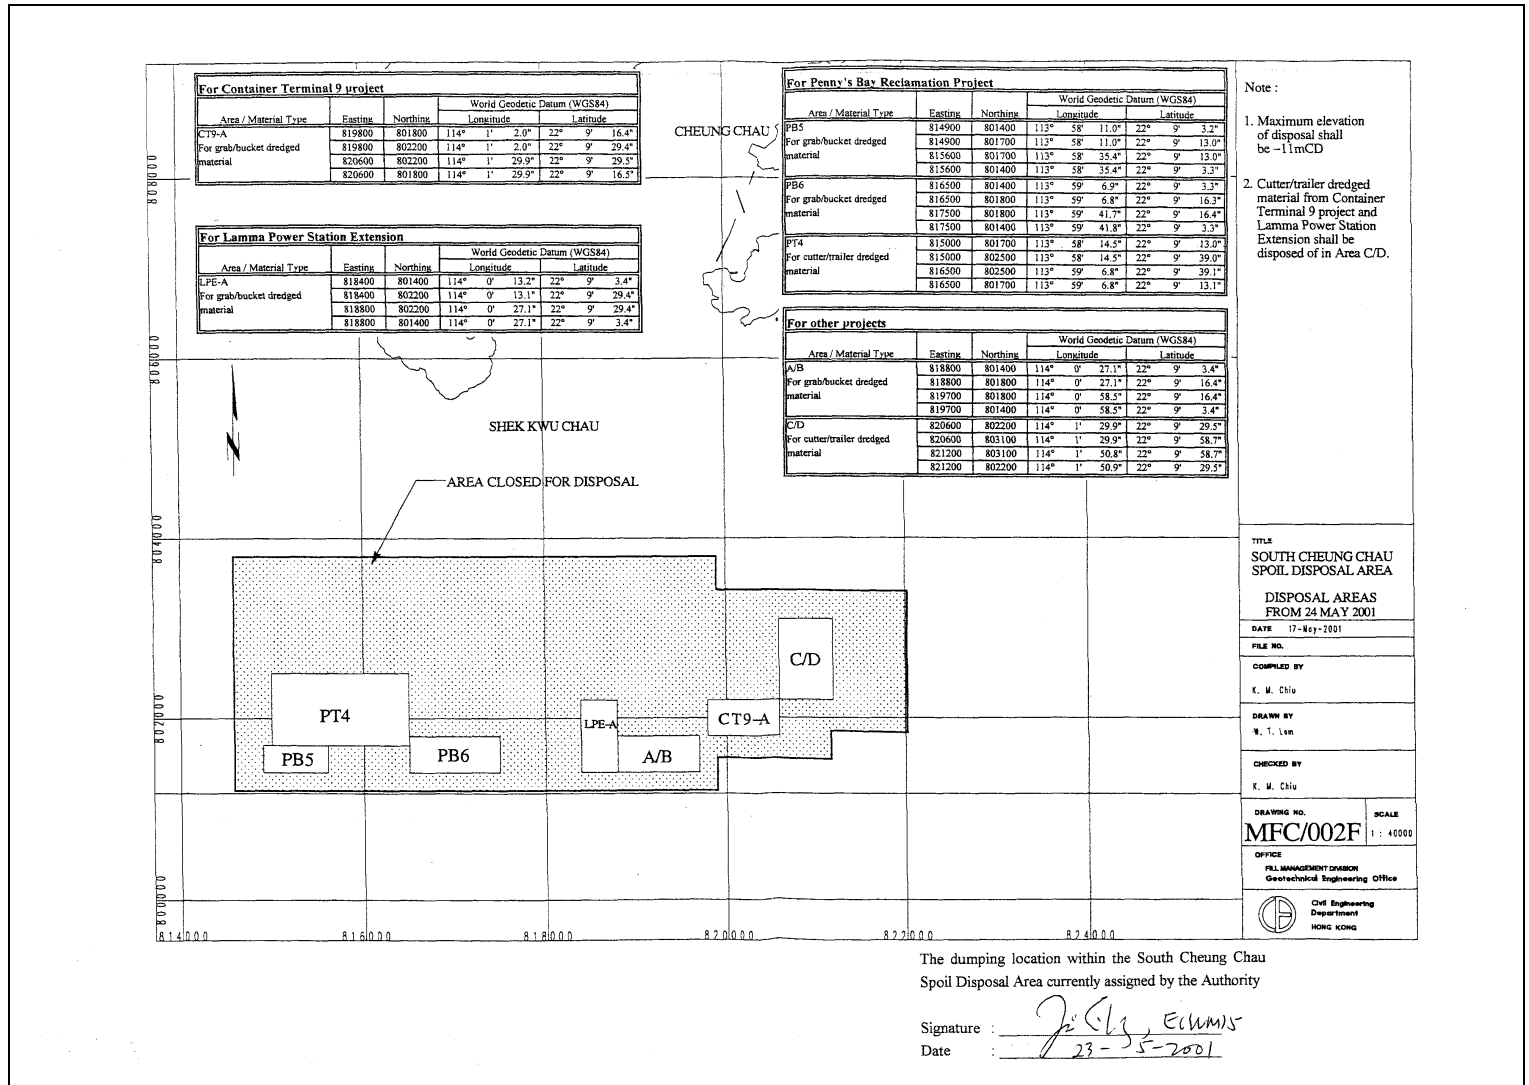 For Container Terminal 9 project
World Geodetic Datum (WGS84)
Area / Material Type Easting Northing Longitude Latitude
CT9-A 819800 801800 114° 1' 2.0" 22° 9' 16.4"
For grab/bucket dredged 819800 802200 114° 1' 2.0" 22° 9' 29.4"
material 820600 802200 114° 1' 29.9" 22° 9' 29.5"
820600 801800 114° 1' 29.9" 22° 9' 16.5"
For Lamma Power Station Extension
World Geodetic Datum (WGS84)
Area / Material Type Easting Northing Longitude Latitude
LPE-A 818400 801400 114° 0' 13.2" 22° 9' 3.4"
For grab/bucket dredged 818400 802200 114° 0' 13.1" 22° 9' 29.4"
material 818800 802200 114° 0' 27.1" 22° 9' 29.4"
818800 801400 114° 0' 27.1" 22° 9' 3.4"
CHEUNG CHAU
For Penny's Bay Reclamation Project
World Geodetic Datum (WGS84)
Area / Material Type Easting Northing Longitude Latitude
PB5 814900 801400 113° 58' 11.0" 22° 9' 3.2"
For grab/bucket dredged 814900 801700 113° 58' 11.0" 22° 9' 13.0"
material 815600 801700 113° 58' 35.4" 22° 9' 13.0"
815600 801400 113° 58' 35.4" 22° 9' 3.3"
PB6 816500 801400 113° 59' 6.9" 22° 9' 3.3"
For grab/bucket dredged 816500 801800 113° 59' 6.8" 22° 9' 16.3"
material 817500 801800 113° 59' 41.7" 22° 9' 16.4"
817500 801400 113° 59' 41.8" 22° 9' 3.3"
PT4 815000 801700 113° 58' 14.5" 22° 9' 13.0"
For cutter/trailer dredged 815000 802500 113° 58' 14.5" 22° 9' 39.0"
material 816500 802500 113° 59' 6.8" 22° 9' 39.1"
816500 801700 113° 59' 6.8" 22° 9' 13.1"
For other projects
World Geodetic Datum (WGS84)
Area / Material Type Easting Northing Longitude Latitude
A/B 818800 801400 114° 0' 27.1" 22° 9' 3.4"
For grab/bucket dredged 818800 801800 114° 0' 27.1" 22° 9' 16.4"
material 819700 801800 114° 0' 58.5" 22° 9' 16.4"
819700 801400 114° 0' 58.5" 22° 9' 3.4"
C/D 820600 802200 114° 1' 29.9" 22° 9' 29.5"
For cutter/trailer dredged 820600 803100 114° 1' 29.9" 22° 9' 58.7"
material 821200 803100 114° 1' 50.8" 22° 9' 58.7"
821200 802200 114° 1' 50.9" 22° 9' 29.5"
Note :
1. Maximum elevation
of disposal shall
be -11mCD
2. Cutter/trailer dredged
material from Container
Terminal 9 project and
Lamma Power Station
Extension shall be
disposed of in Area C/D.
N
SHEK KWU CHAU
AREA CLOSED FOR DISPOSAL
808000
806000
804000
802000
800000
C/D
PT4
LPE-A
CT9-A
PB5
PB6
A/B
814000 816000 818000 820000 822000 824000
TITLE
SOUTH CHEUNG CHAU
SPOIL DISPOSAL AREA
DISPOSAL AREAS
FROM 24 MAY 2001
DATE 17-May-2001
FILE NO.
COMPILED BY
K. M. Chiu
DRAWN BY
W. T. Lam
CHECKED BY
K. M. Chiu
DRAWING NO.
MFC/002F
SCALE
1 : 40000
OFFICE
FILL MANAGEMENT DIVISION
Geotechnical Engineering Office
Civil Engineering
Department
HONG KONG
The dumping location within the South Cheung Chau
Spoil Disposal Area currently assigned by the Authority
Signature :
Date : 23-5-2001